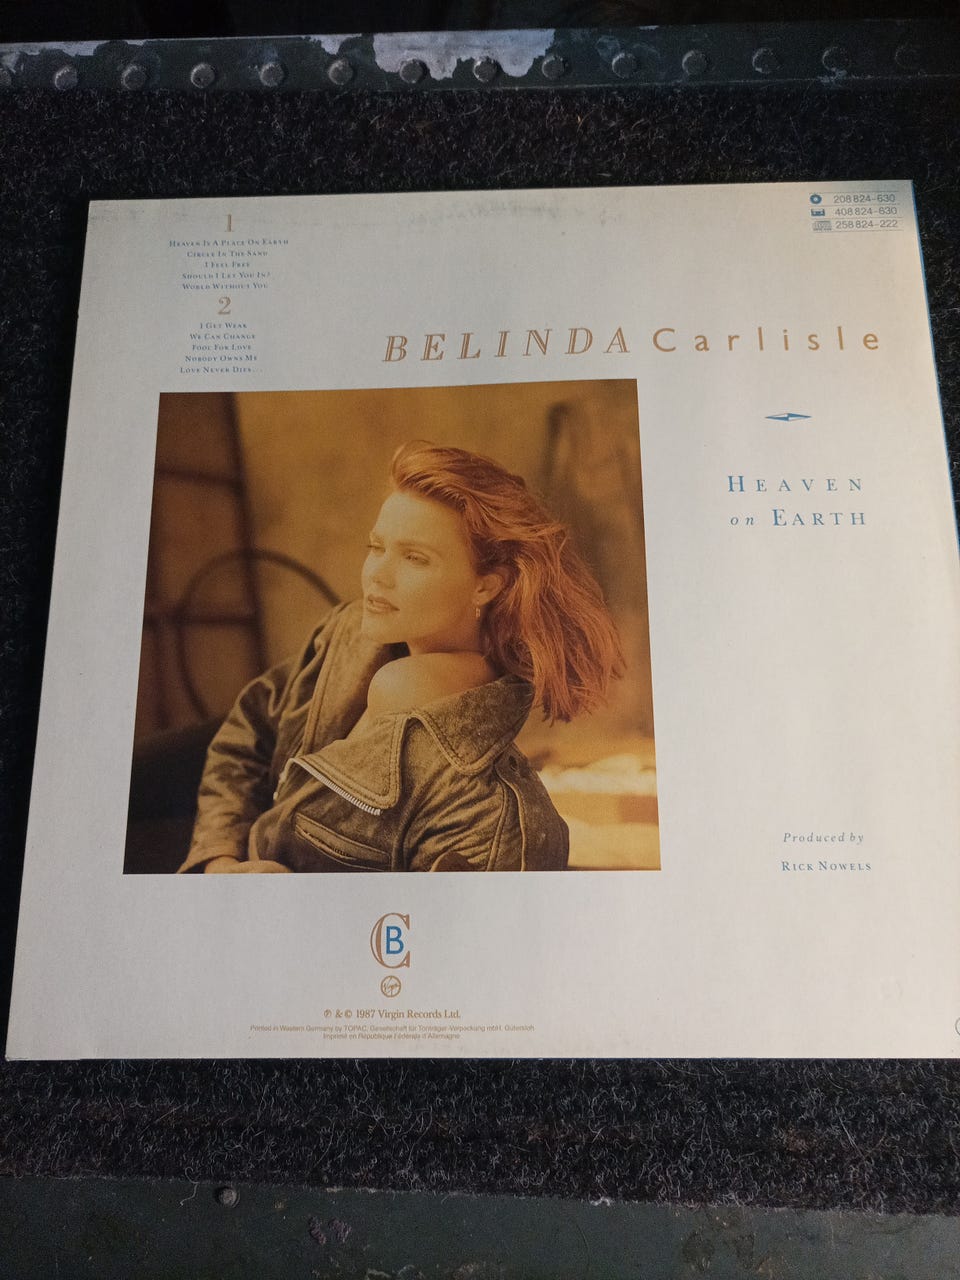 1
HEAVEN IS A PLACE ON EARTH
CIRCLE IN THE SAND
I FEEL FREE
SHOULD I LET YOU IN?
WORLD WITHOUT YOU
2
I GET WEAK
WE CAN CHANGE
FOOL FOR LOVE
NOBODY OWNS ME
LOVE NEVER DIES...
208 824-630
408 824-630
258 824-222
BELINDA Carlisle
HEAVEN
on EARTH
Produced by
RICK NOWELS
CB
Virgin
℗ & © 1987 Virgin Records Ltd.
Printed in Western Germany by TOPAC, Gesellschaft für Tonträger-Verpackung mbH, Gütersloh
Imprimé en République Fédérale d'Allemagne